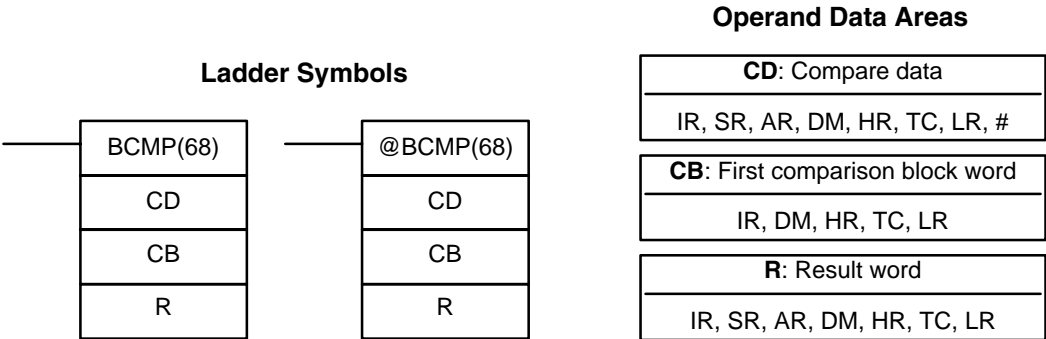 Ladder Symbols
BCMP(68)
CD
CB
R
@BCMP(68)
CD
CB
R
Operand Data Areas
CD: Compare data
IR, SR, AR, DM, HR, TC, LR, #
CB: First comparison block word
IR, DM, HR, TC, LR
R: Result word
IR, SR, AR, DM, HR, TC, LR